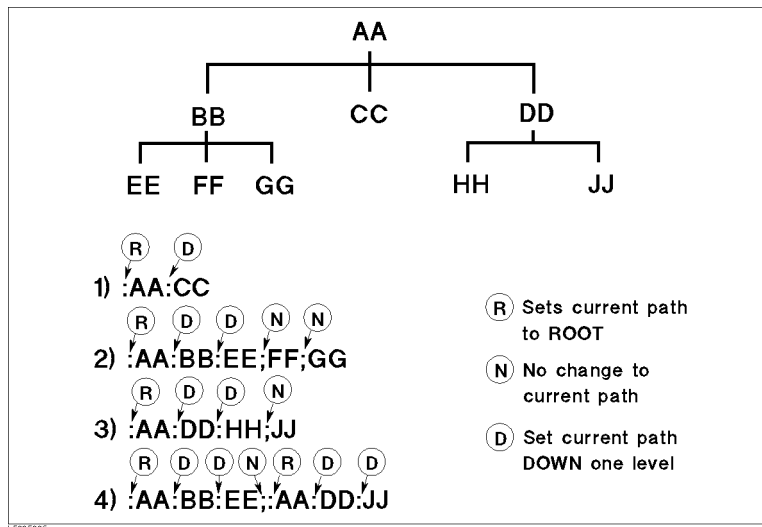 AA
BB CC DD
EE FF GG HH JJ
R D
1) :AA:CC
R D D N N
2) :AA:BB:EE;FF;GG
R D D N
3) :AA:DD:HH;JJ
R D D N R D D
4) :AA:BB:EE;:AA:DD:JJ
R Sets current path
to ROOT
N No change to
current path
D Set current path
DOWN one level